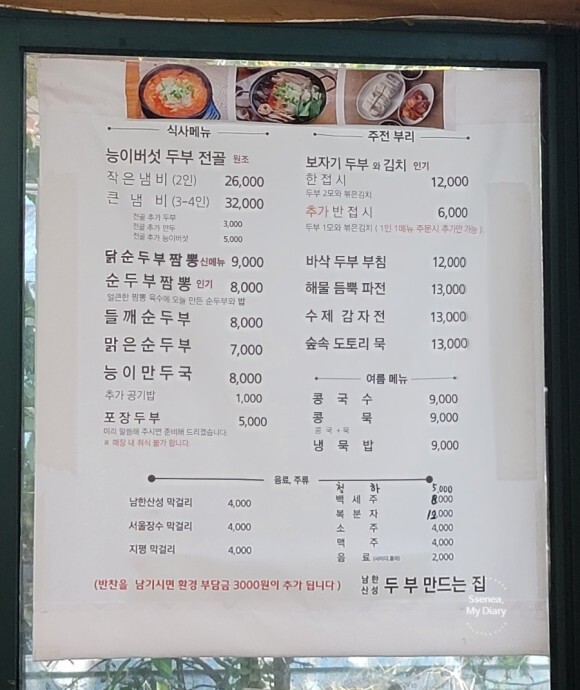 식사메뉴
능이버섯 두부 전골 원조
작은냄비 (2인) 26,000
큰 냄비 (3-4인) 32,000
전골 추가 두부
전골 추가 만두 3,000
전골 추가 능이버섯 5,000
닭순두부짬뽕 신메뉴 9,000
순두부짬뽕 인기 8,000
얼큰한 짬뽕 육수에 오늘 만든 순두부와 밥
들깨순두부 8,000
맑은순두부 7,000
능이만두국 8,000
추가 공기밥 1,000
포장두부 5,000
미리 말씀해 주시면 준비해 드리겠습니다.
※ 매장 내 취식 불가 합니다.
주전 부리
보자기 두부 와 김치 인기
한 접시 12,000
두부 2모와 볶은김치
추가 반 접시 6,000
두부 1모와 볶은김치 ( 1인 1메뉴 주문시 추가만 가능 )
바삭 두부 부침 12,000
해물 듬뿍 파전 13,000
수제 감자전 13,000
숲속 도토리 묵 13,000
여름 메뉴
콩 국 수 9,000
콩 묵 9,000
콩 국 + 묵
냉 묵 밥 9,000
음료, 주류
남한산성 막걸리 4,000
서울장수 막걸리 4,000
지평 막걸리 4,000
청 하 5,000
백 세 주 8,000
복 분 자 12,000
소 주 4,000
맥 주 4,000
음 료 2,000
(반찬을 남기시면 환경 부담금 3000원이 추가 됩니다 )
남한산성 두부 만드는 집
Ssenea,
My Diary